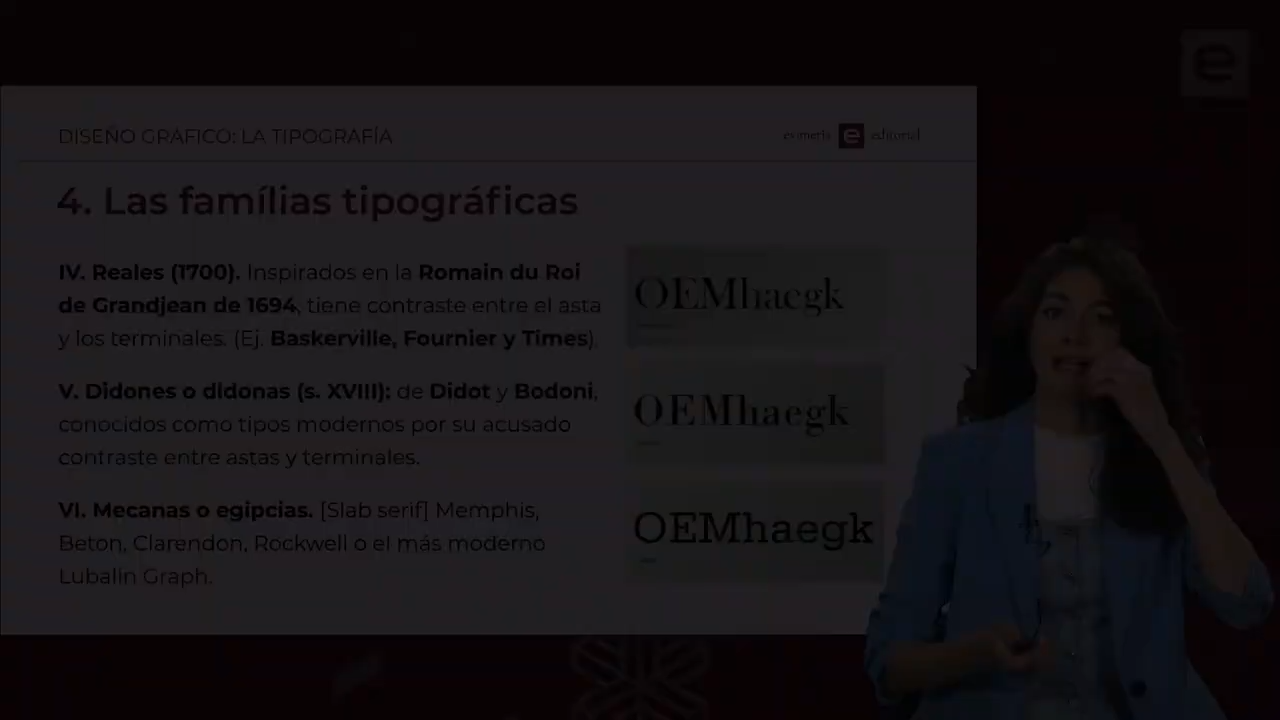 e
DISEÑO GRÁFICO: LA TIPOGRAFÍA
eximeris e editorial
4. Las famílias tipográficas
IV. Reales (1700). Inspirados en la Romain du Roi
de Grandjean de 1694, tiene contraste entre el asta
y los terminales. (Ej. Baskerville, Fournier y Times).
V. Didones o dIdonas (s. XVIII): de Didot y Bodoni,
conocidos como tipos modernos por su acusado
contraste entre astas y terminales.
VI. Mecanas o egipcias. [Slab serif] Memphis,
Beton, Clarendon, Rockwell o el más moderno
Lubalin Graph.
OEMhaegk
OEMhaegk
OEMhaegk